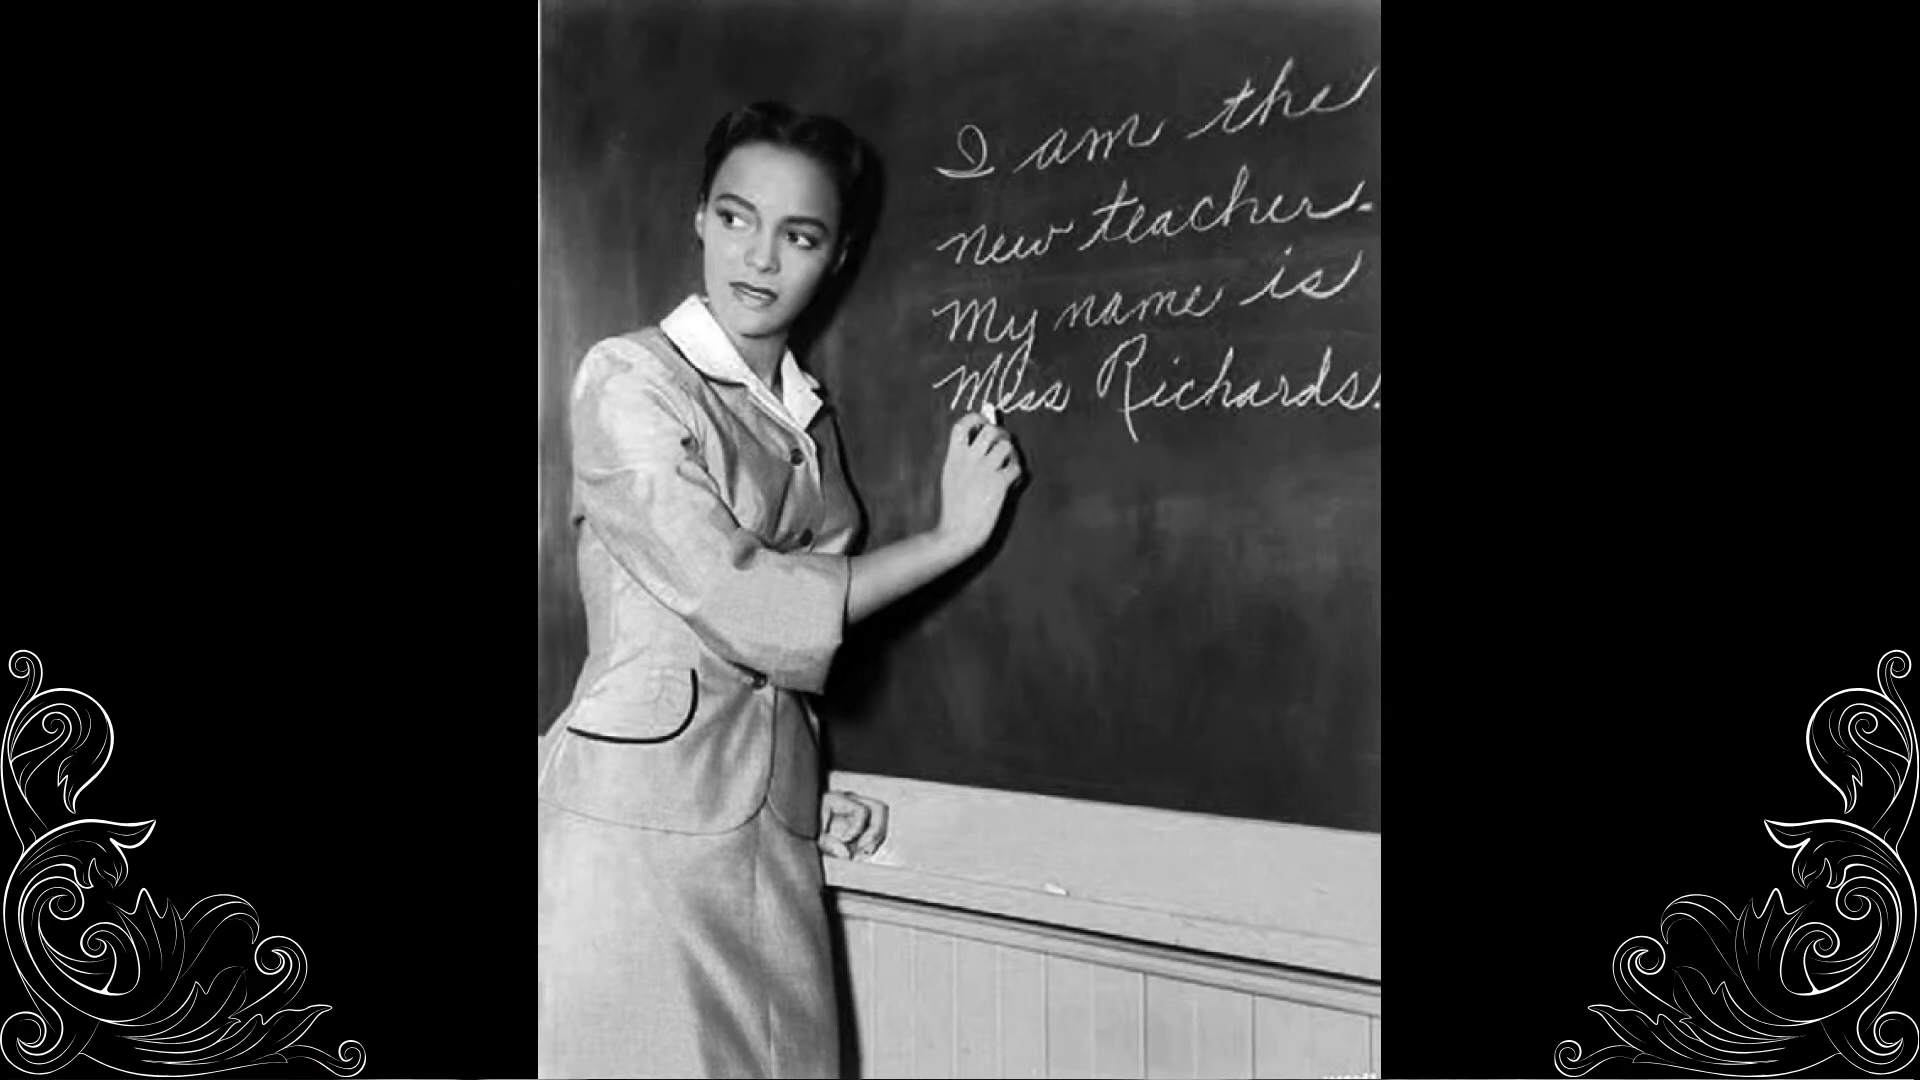 I am the
new teacher.
My name is
Miss Richards.